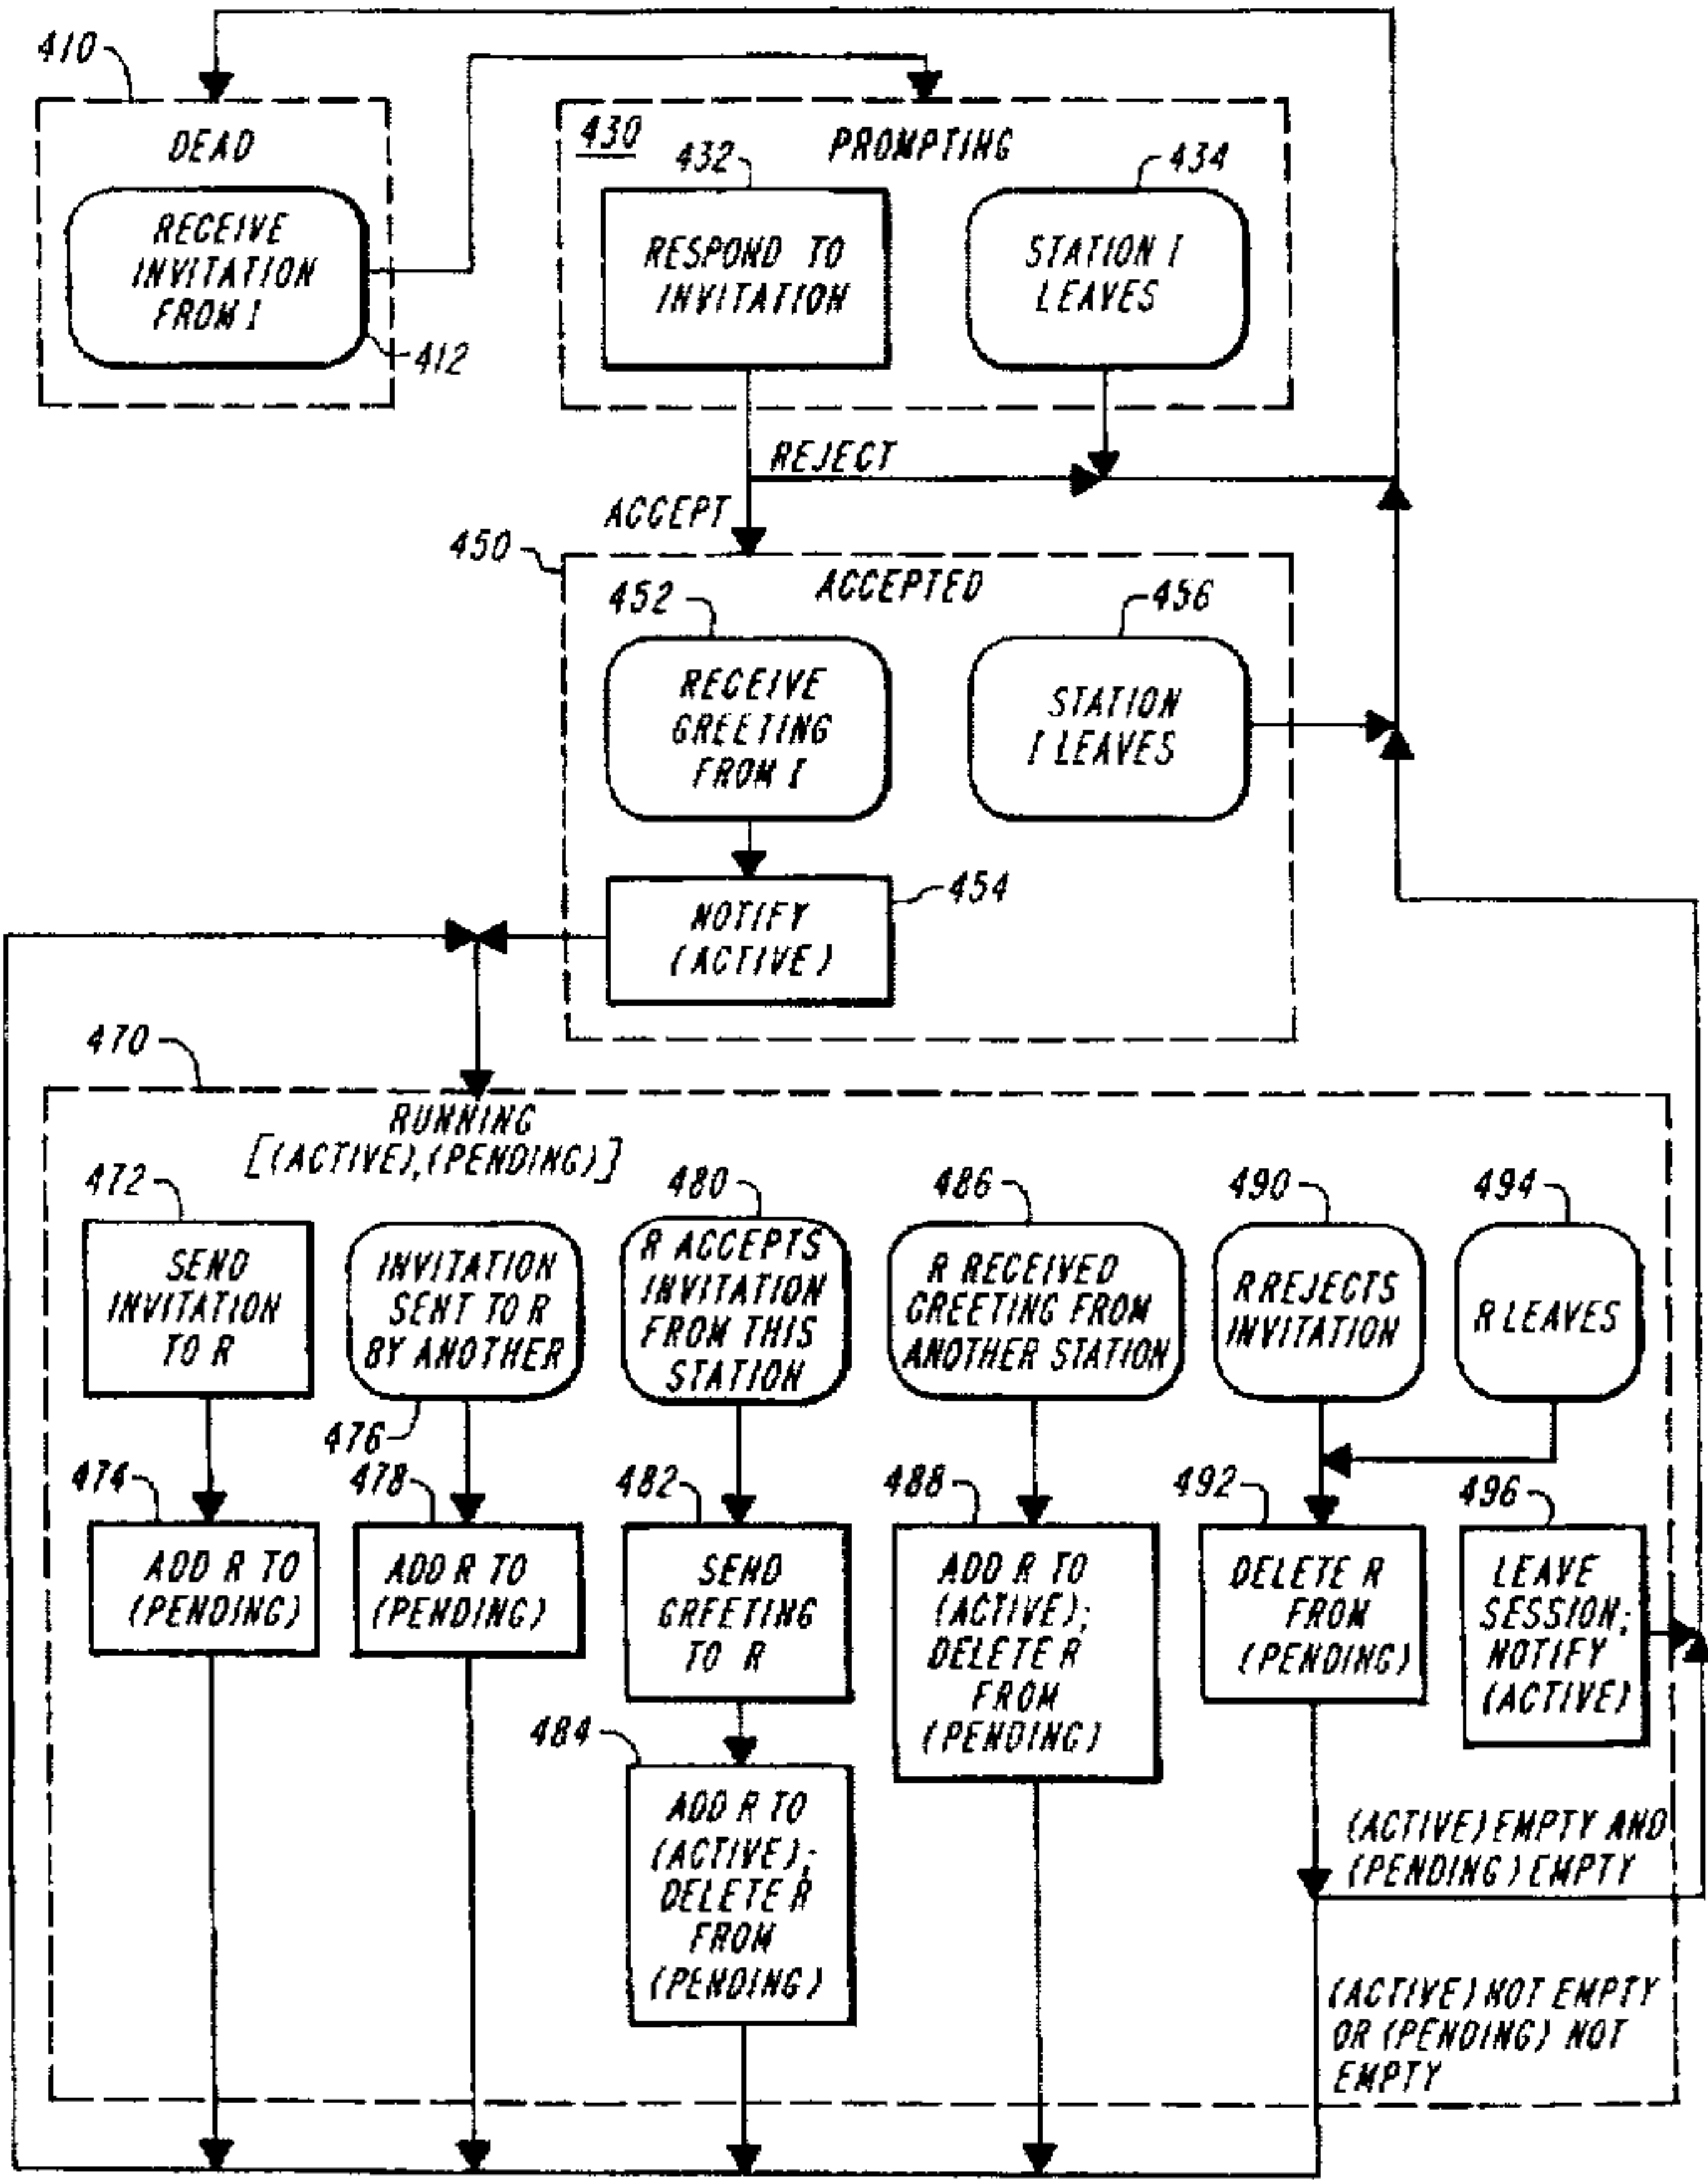 410
DEAD
RECEIVE
INVITATION
FROM I
412
430
PROMPTING
432
RESPOND TO
INVITATION
434
STATION I
LEAVES
REJECT
ACCEPT
450
ACCEPTED
452
RECEIVE
GREETING
FROM I
456
STATION
I LEAVES
NOTIFY
(ACTIVE)
454
470
RUNNING
[(ACTIVE),(PENDING)]
472
SEND
INVITATION
TO R
INVITATION
SENT TO R
BY ANOTHER
476
480
R ACCEPTS
INVITATION
FROM THIS
STATION
486
R RECEIVED
GREETING FROM
ANOTHER STATION
490
R REJECTS
INVITATION
494
R LEAVES
474
ADD R TO
(PENDING)
478
ADD R TO
(PENDING)
482
SEND
GREETING
TO R
484
ADD R TO
(ACTIVE);
DELETE R
FROM
(PENDING)
488
ADD R TO
(ACTIVE);
DELETE R
FROM
(PENDING)
492
DELETE R
FROM
(PENDING)
496
LEAVE
SESSION;
NOTIFY
(ACTIVE)
(ACTIVE) EMPTY AND
(PENDING) EMPTY
(ACTIVE) NOT EMPTY
OR (PENDING) NOT
EMPTY